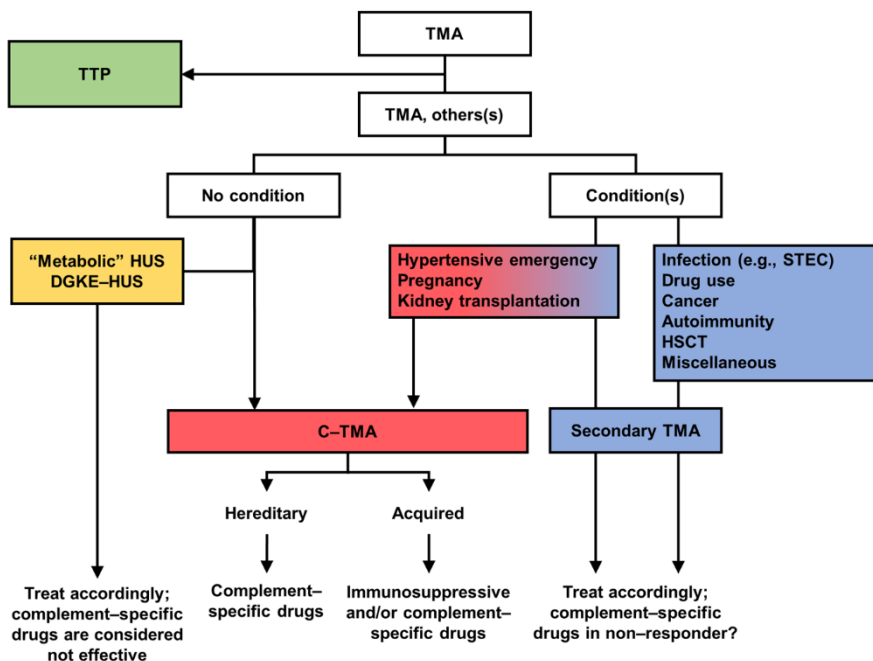 TMA
TTP
TMA, others(s)
No condition
Condition(s)
“Metabolic” HUS
DGKE–HUS
Hypertensive emergency
Pregnancy
Kidney transplantation
Infection (e.g., STEC)
Drug use
Cancer
Autoimmunity
HSCT
Miscellaneous
C–TMA
Secondary TMA
Hereditary
Acquired
Treat accordingly;
complement–specific
drugs are considered
not effective
Complement–
specific drugs
Immunosuppressive
and/or complement–
specific drugs
Treat accordingly;
complement–specific
drugs in non–responder?